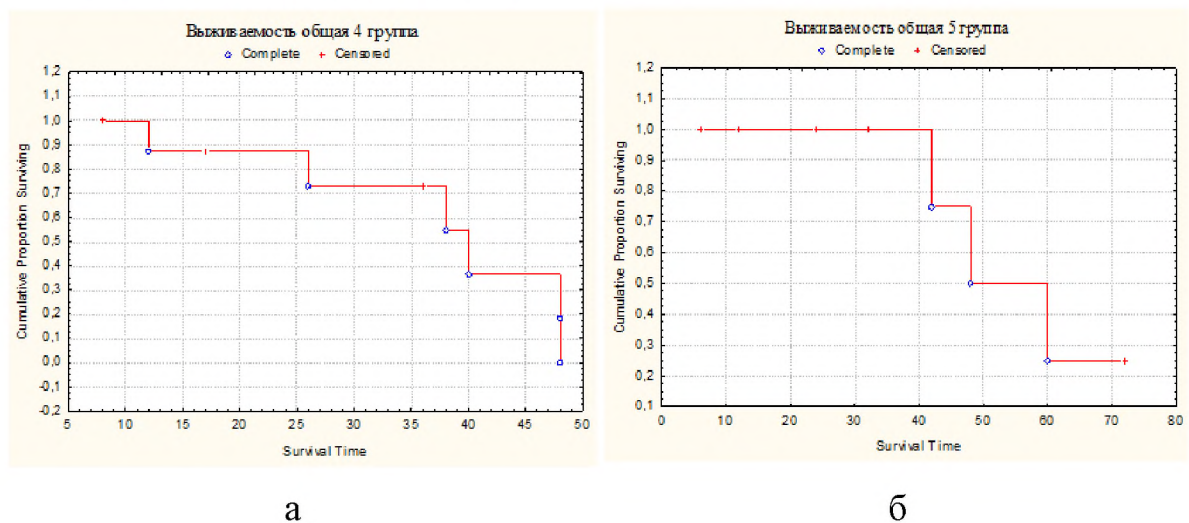 Выживаемость общая 4 группа
Complete Censored
1,2
1,1
1,0
0,9
0,8
0,7
0,6
0,5
0,4
0,3
0,2
0,1
0,0
-0,1
-0,2
Cumulative Proportion Surviving
5 10 15 20 25 30 35 40 45 50
Survival Time
а
Выживаемость общая 5 группа
Complete Censored
1,2
1,1
1,0
0,9
0,8
0,7
0,6
0,5
0,4
0,3
0,2
0,1
Cumulative Proportion Surviving
0 10 20 30 40 50 60 70 80
Survival Time
б